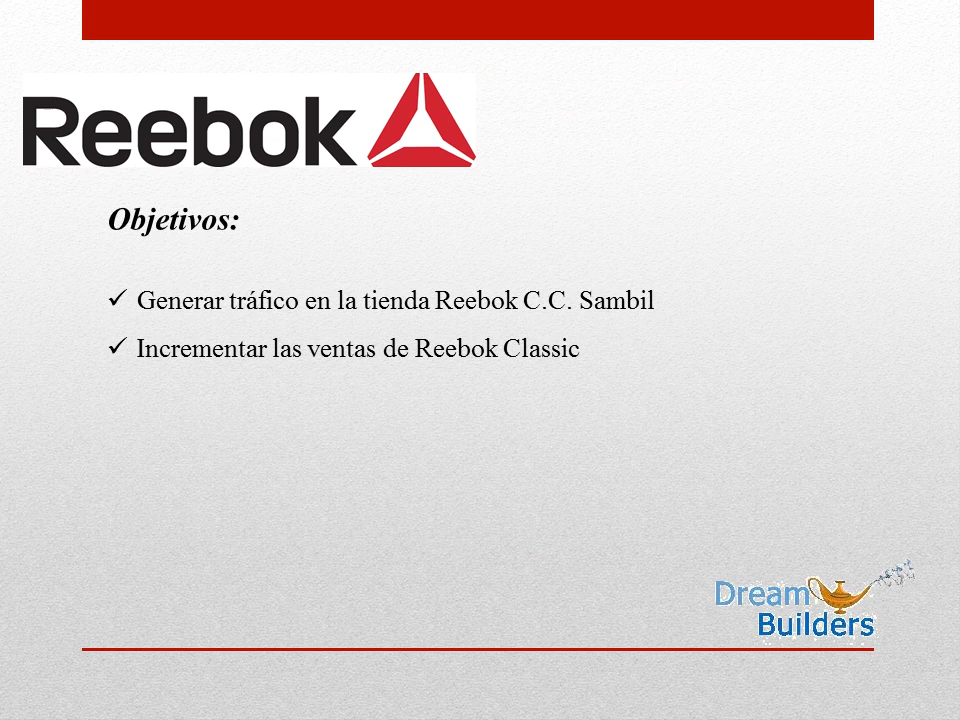 Reebok
Objetivos:
✓ Generar tráfico en la tienda Reebok C.C. Sambil
✓ Incrementar las ventas de Reebok Classic
Dream
Builders